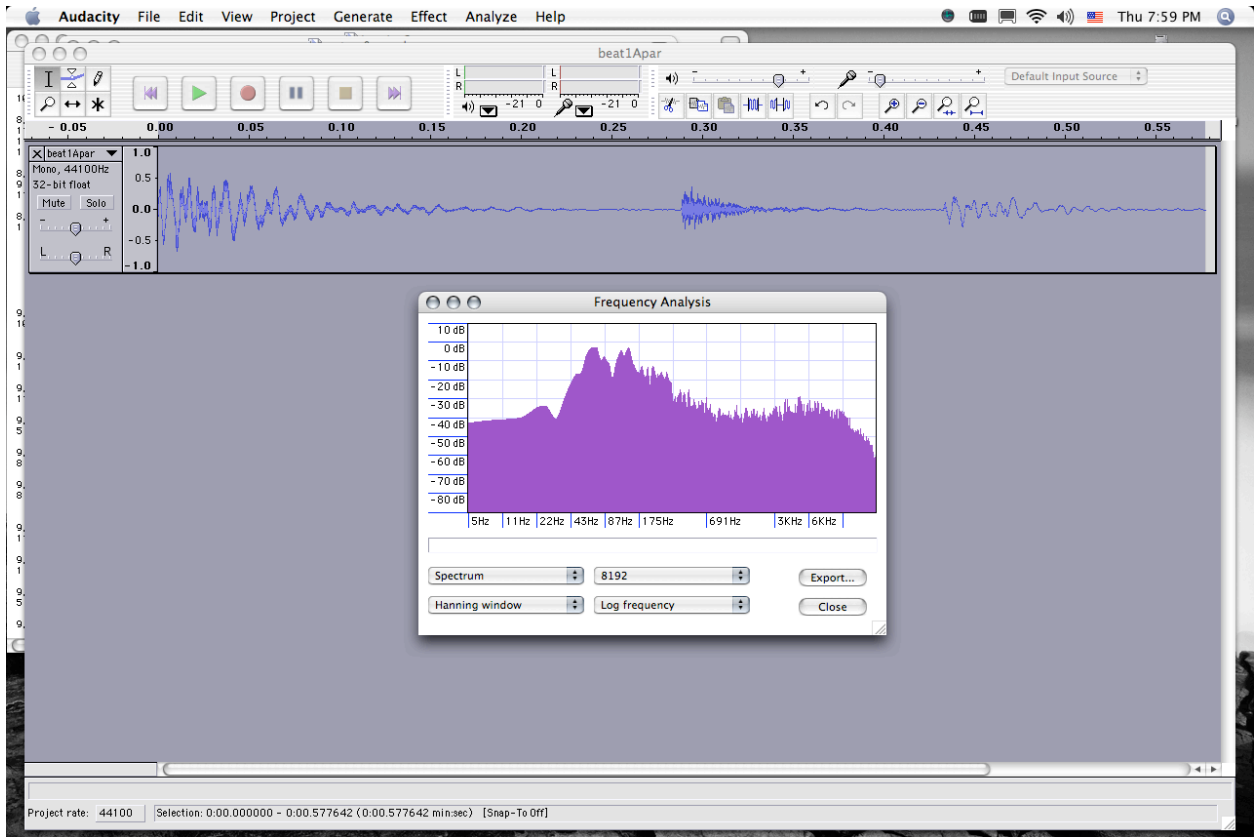 Audacity File Edit View Project Generate Effect Analyze Help Thu 7:59 PM
beat1Apar
L
R
L
R
-21 0
-21 0
- +
- +
Default Input Source
- 0.05 0.00 0.05 0.10 0.15 0.20 0.25 0.30 0.35 0.40 0.45 0.50 0.55
X beat1Apar
Mono, 44100Hz
32-bit float
Mute Solo
- +
L R
1.0
0.5
0.0
-0.5
-1.0
Frequency Analysis
10 dB
0 dB
-10 dB
-20 dB
-30 dB
-40 dB
-50 dB
-60 dB
-70 dB
-80 dB
5Hz 11Hz 22Hz 43Hz 87Hz 175Hz 691Hz 3KHz 6KHz
Spectrum 8192 Export...
Hanning window Log frequency Close
Project rate: 44100 Selection: 0:00.000000 - 0:00.577642 (0:00.577642 min:sec) [Snap-To Off]